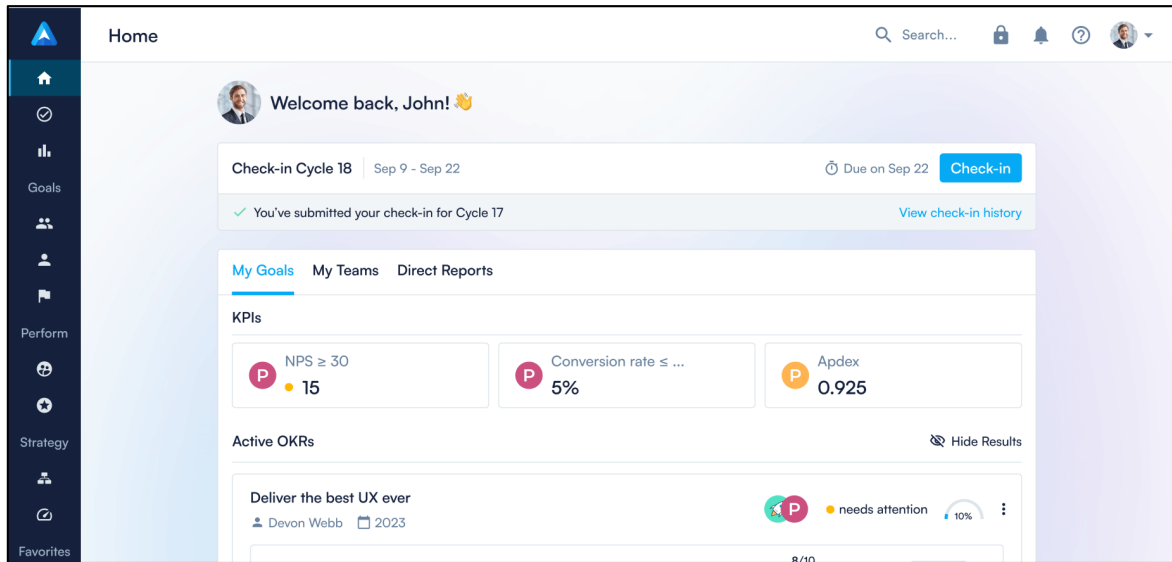 Home
Search...
Welcome back, John! 👋
Check-in Cycle 18 Sep 9 - Sep 22 Due on Sep 22 Check-in
You've submitted your check-in for Cycle 17 View check-in history
Goals
My Goals My Teams Direct Reports
KPIs
Perform
P NPS ≥ 30
15
P Conversion rate ≤ ...
5%
P Apdex
0.925
Strategy
Active OKRs Hide Results
Deliver the best UX ever
Devon Webb 2023
P needs attention 10%
Favorites
8/10